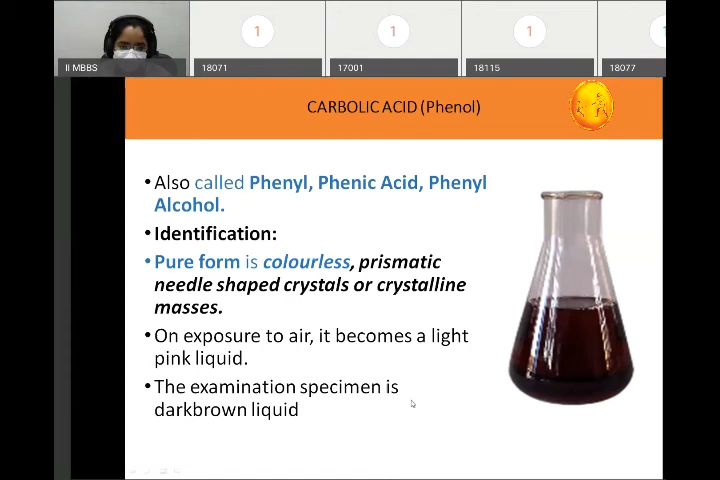 1
1
1
1
II MBBS
18071
17001
18115
18077
CARBOLIC ACID (Phenol)
•Also called Phenyl, Phenic Acid, Phenyl
Alcohol.
•Identification:
•Pure form is colourless, prismatic
needle shaped crystals or crystalline
masses.
•On exposure to air, it becomes a light
pink liquid.
•The examination specimen is
darkbrown liquid